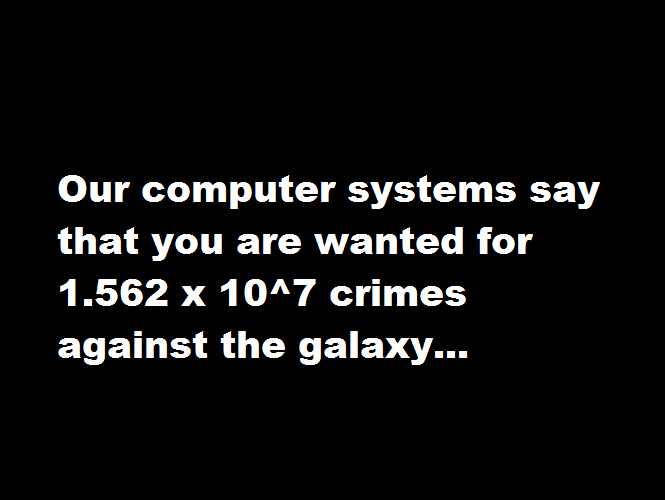 Our computer systems say
that you are wanted for
1.562 x 10^7 crimes
against the galaxy...